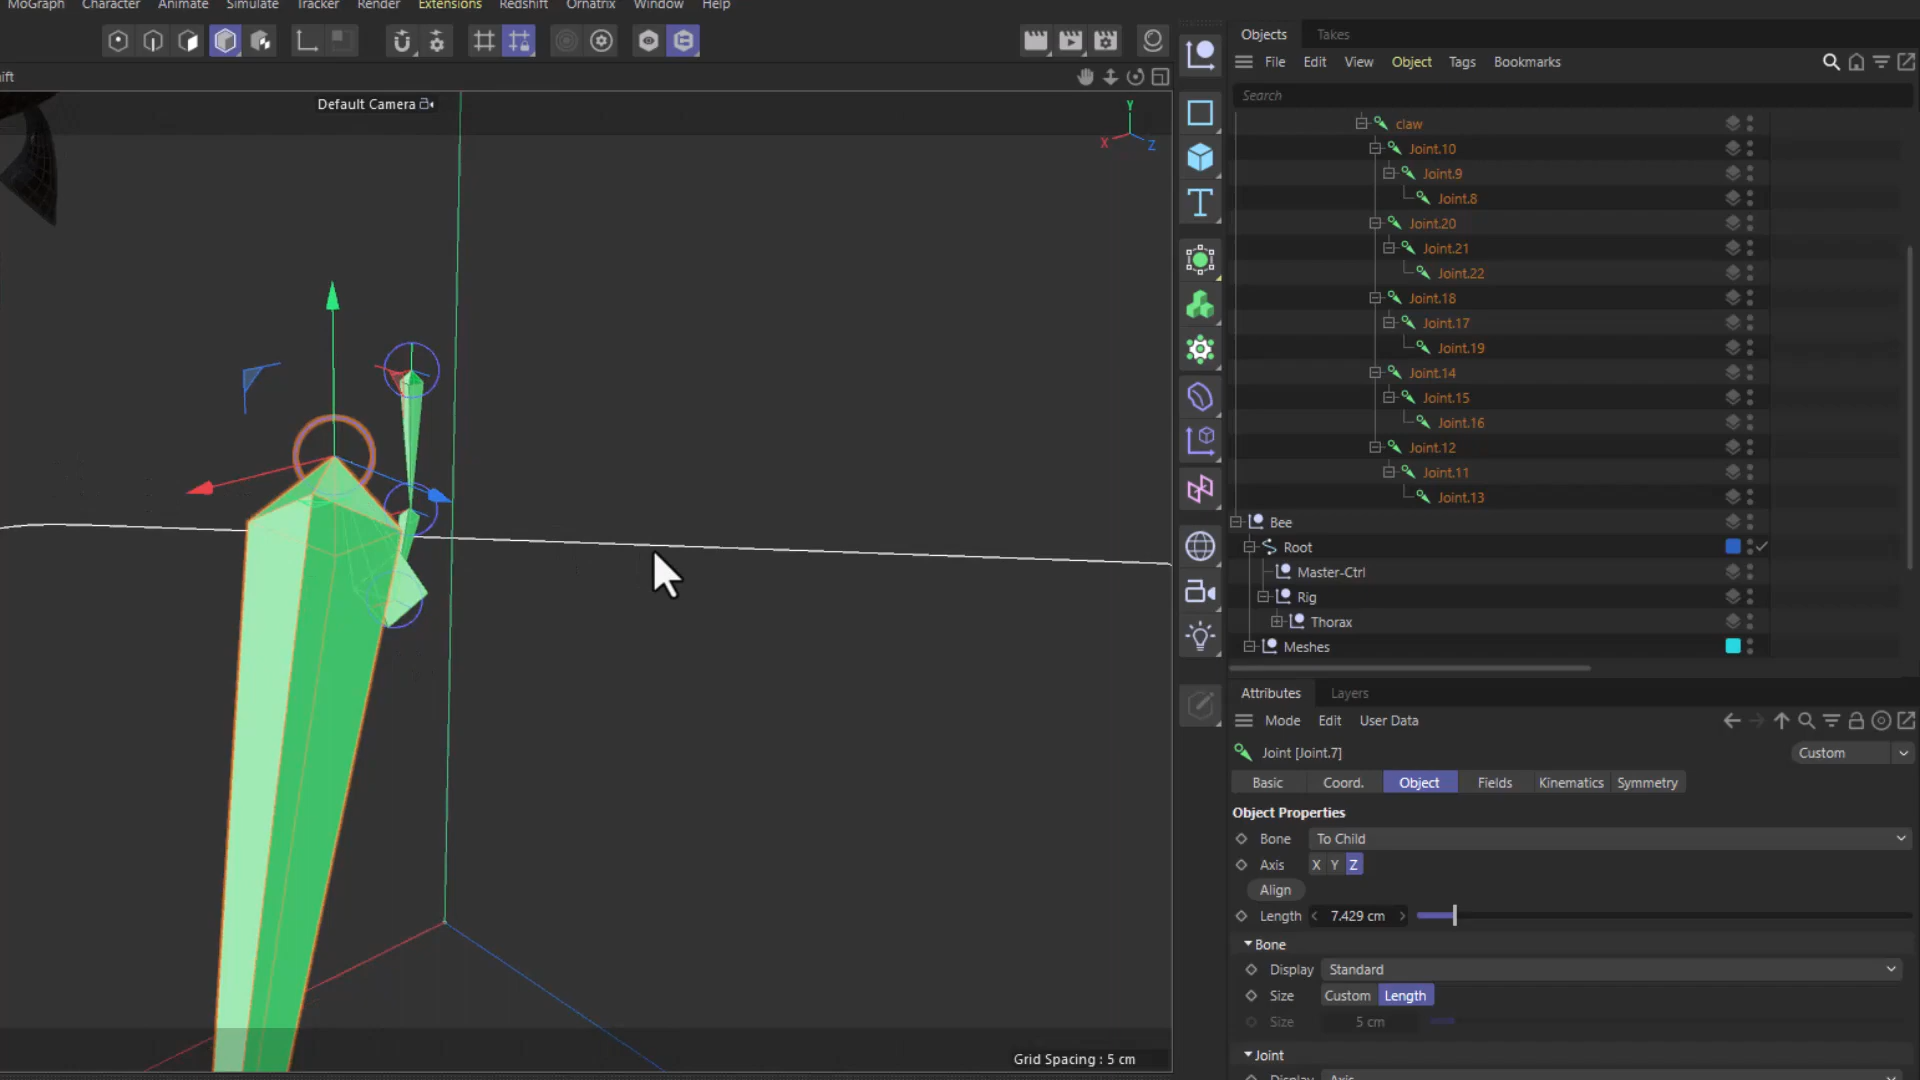 MoGraph Character Animate Simulate Tracker Render Extensions Redshift Ornatrix Window Help
ift
Default Camera
Y
X
Z
Grid Spacing : 5 cm
Objects Takes
File Edit View Object Tags Bookmarks
Search
claw
Joint.10
Joint.9
Joint.8
Joint.20
Joint.21
Joint.22
Joint.18
Joint.17
Joint.19
Joint.14
Joint.15
Joint.16
Joint.12
Joint.11
Joint.13
Bee
Root
Master-Ctrl
Rig
Thorax
Meshes
Attributes Layers
Mode Edit User Data
Joint [Joint.7] Custom
Basic Coord. Object Fields Kinematics Symmetry
Object Properties
Bone To Child
Axis X Y Z
Align
Length 7.429 cm
Bone
Display Standard
Size Custom Length
Size 5 cm
Joint
Display Axis